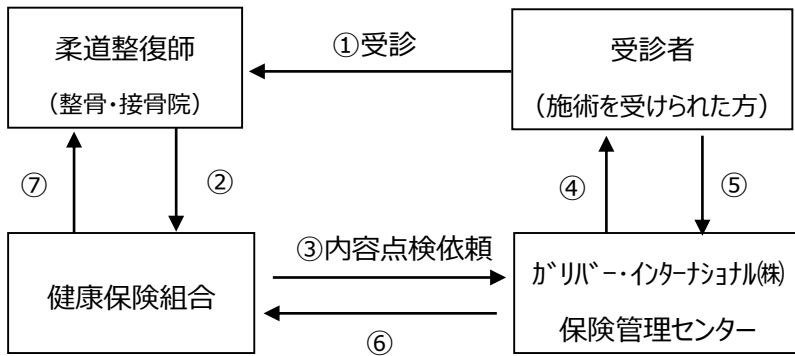 柔道整復師
(整骨・接骨院)
①受診
受診者
(施術を受けられた方)
⑦
②
④
⑤
健康保険組合
③内容点検依頼
⑥
ｶﾞﾘﾊﾞｰ・ｲﾝﾀｰﾅｼｮﾅﾙ㈱
保険管理センター